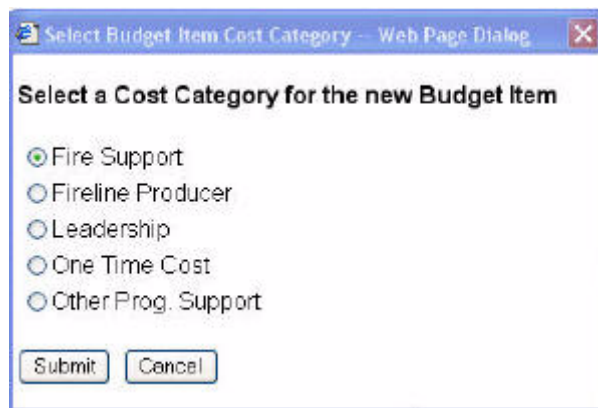 Select Budget Item Cost Category -- Web Page Dialog
Select a Cost Category for the new Budget Item
Fire Support
Fireline Producer
Leadership
One Time Cost
Other Prog. Support
Submit Cancel